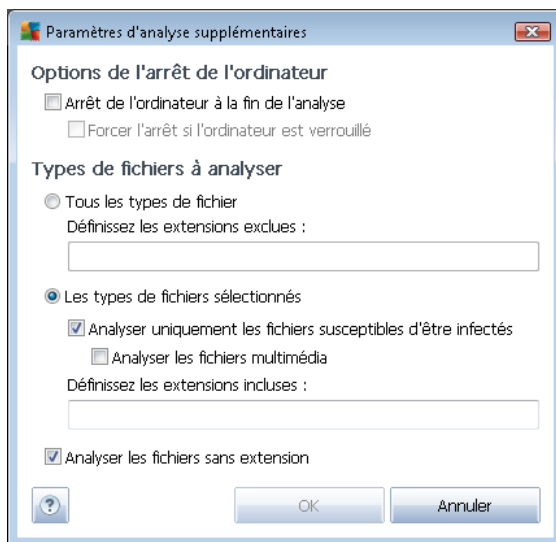 Paramètres d'analyse supplémentaires
Options de l'arrêt de l'ordinateur
Arrêt de l'ordinateur à la fin de l'analyse
Forcer l'arrêt si l'ordinateur est verrouillé
Types de fichiers à analyser
Tous les types de fichier
Définissez les extensions exclues :
Les types de fichiers sélectionnés
Analyser uniquement les fichiers susceptibles d'être infectés
Analyser les fichiers multimédia
Définissez les extensions incluses :
Analyser les fichiers sans extension
? OK Annuler